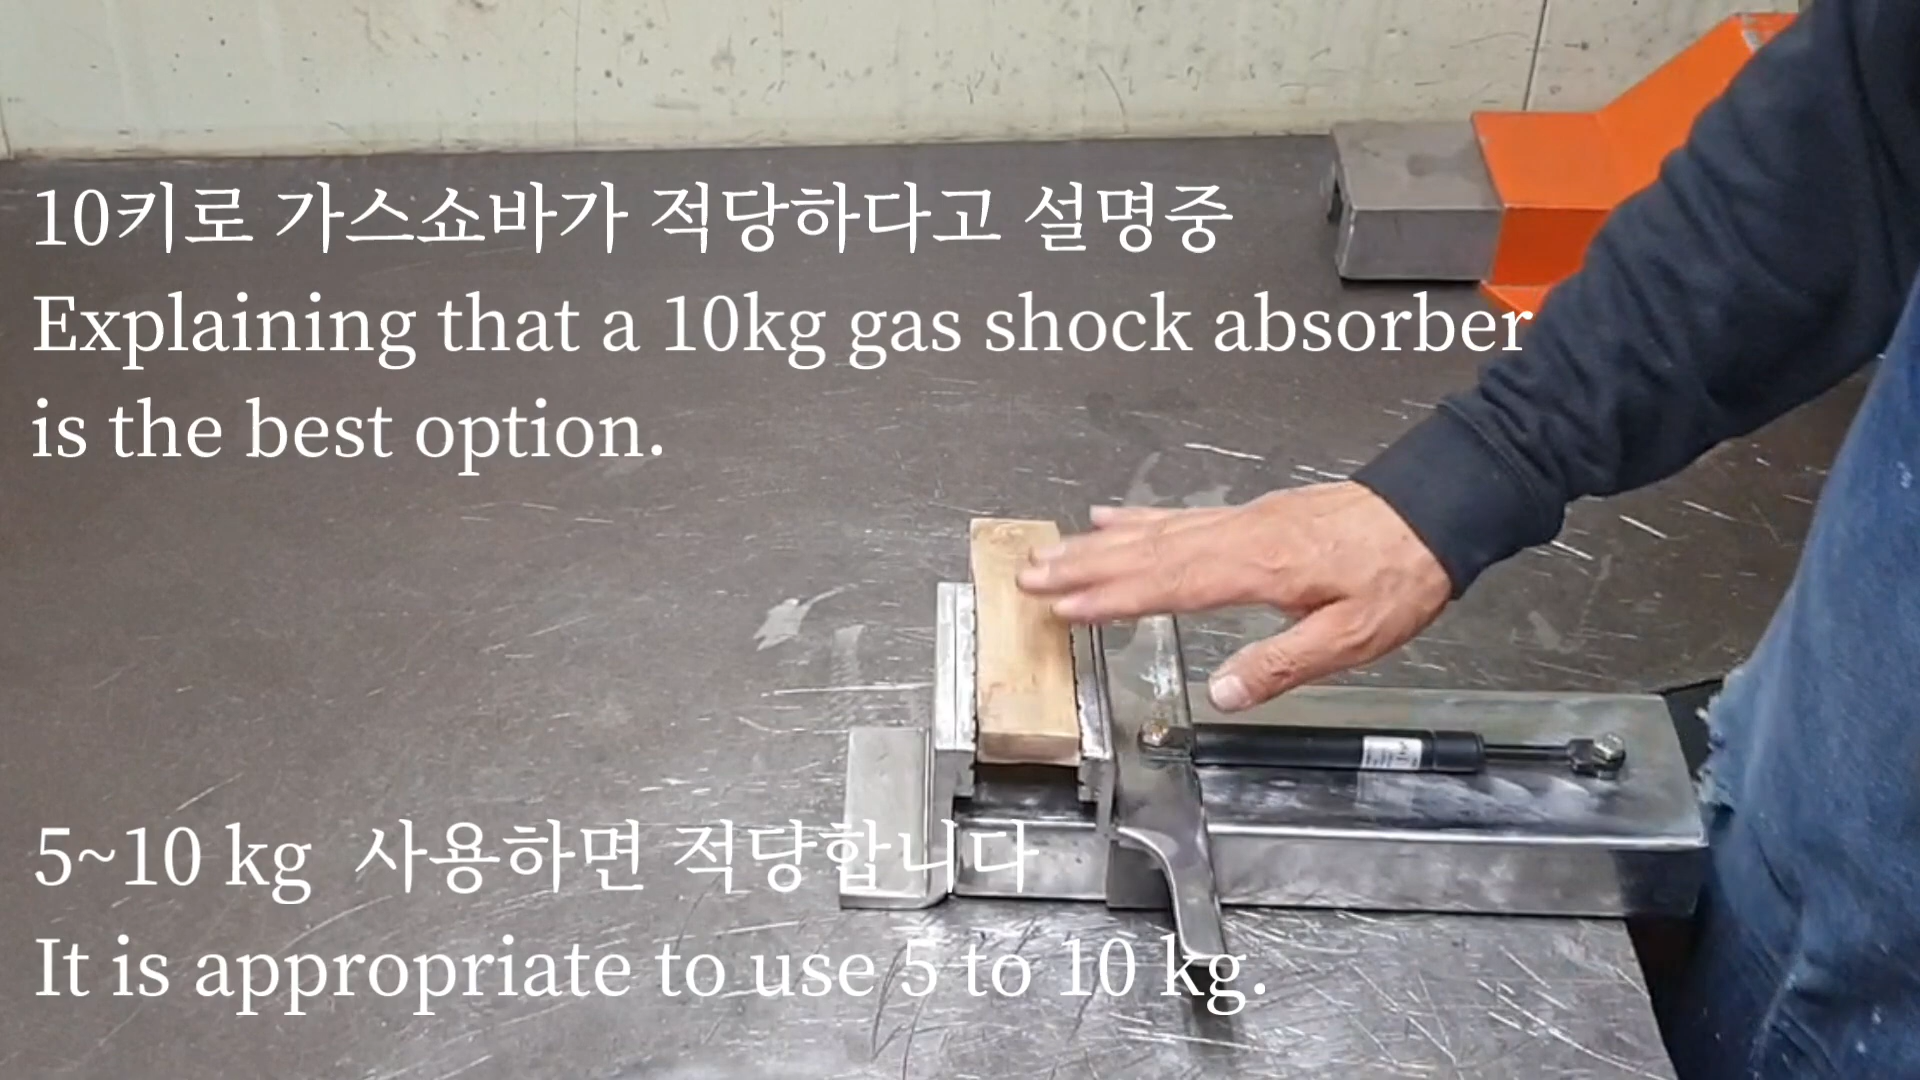 10키로 가스쇼바가 적당하다고 설명중
Explaining that a 10kg gas shock absorber
is the best option.
5~10 kg 사용하면 적당합니다
It is appropriate to use 5 to 10 kg.